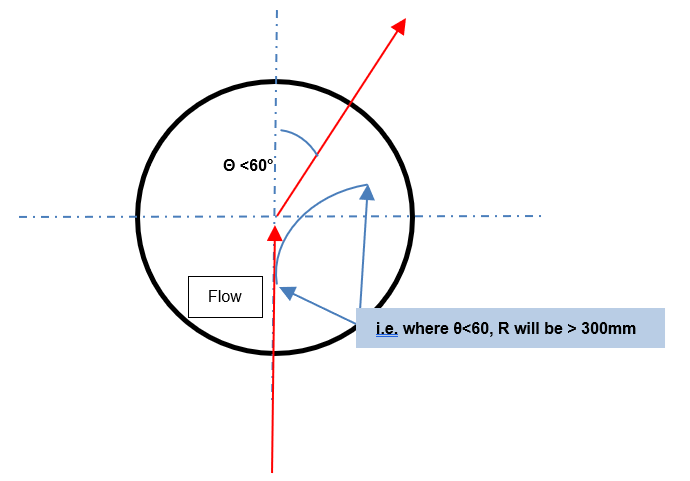 Θ <60°
Flow
i.e. where θ<60, R will be > 300mm